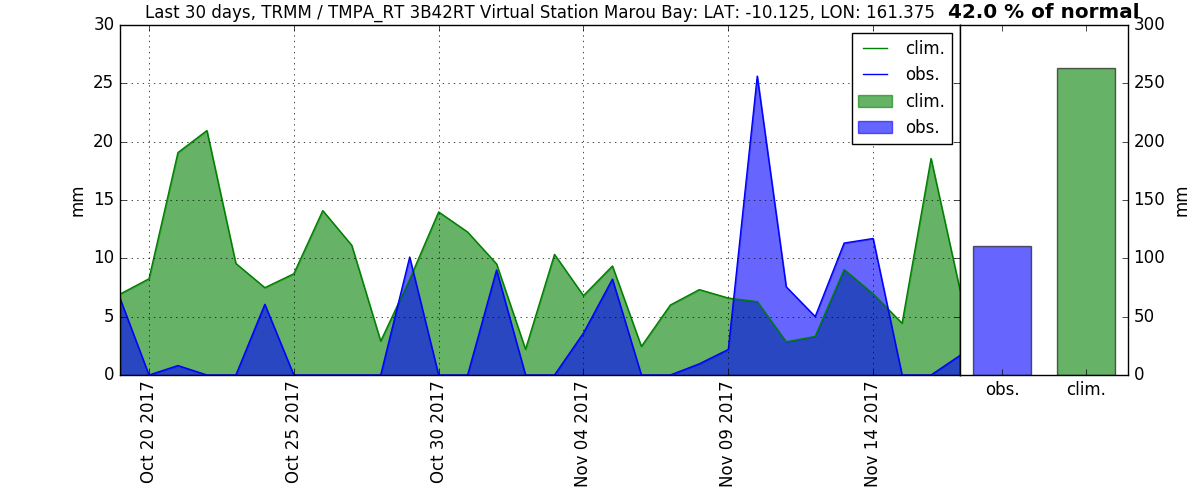 Last 30 days, TRMM / TMPA_RT 3B42RT Virtual Station Marou Bay: LAT: -10.125, LON: 161.375 42.0 % of normal
30 300
clim.
obs.
clim.
obs.
25 250
20 200
15 150
mm mm
10 100
5 50
0 0
obs. clim.
Oct 20 2017 Oct 25 2017 Oct 30 2017 Nov 04 2017 Nov 09 2017 Nov 14 2017